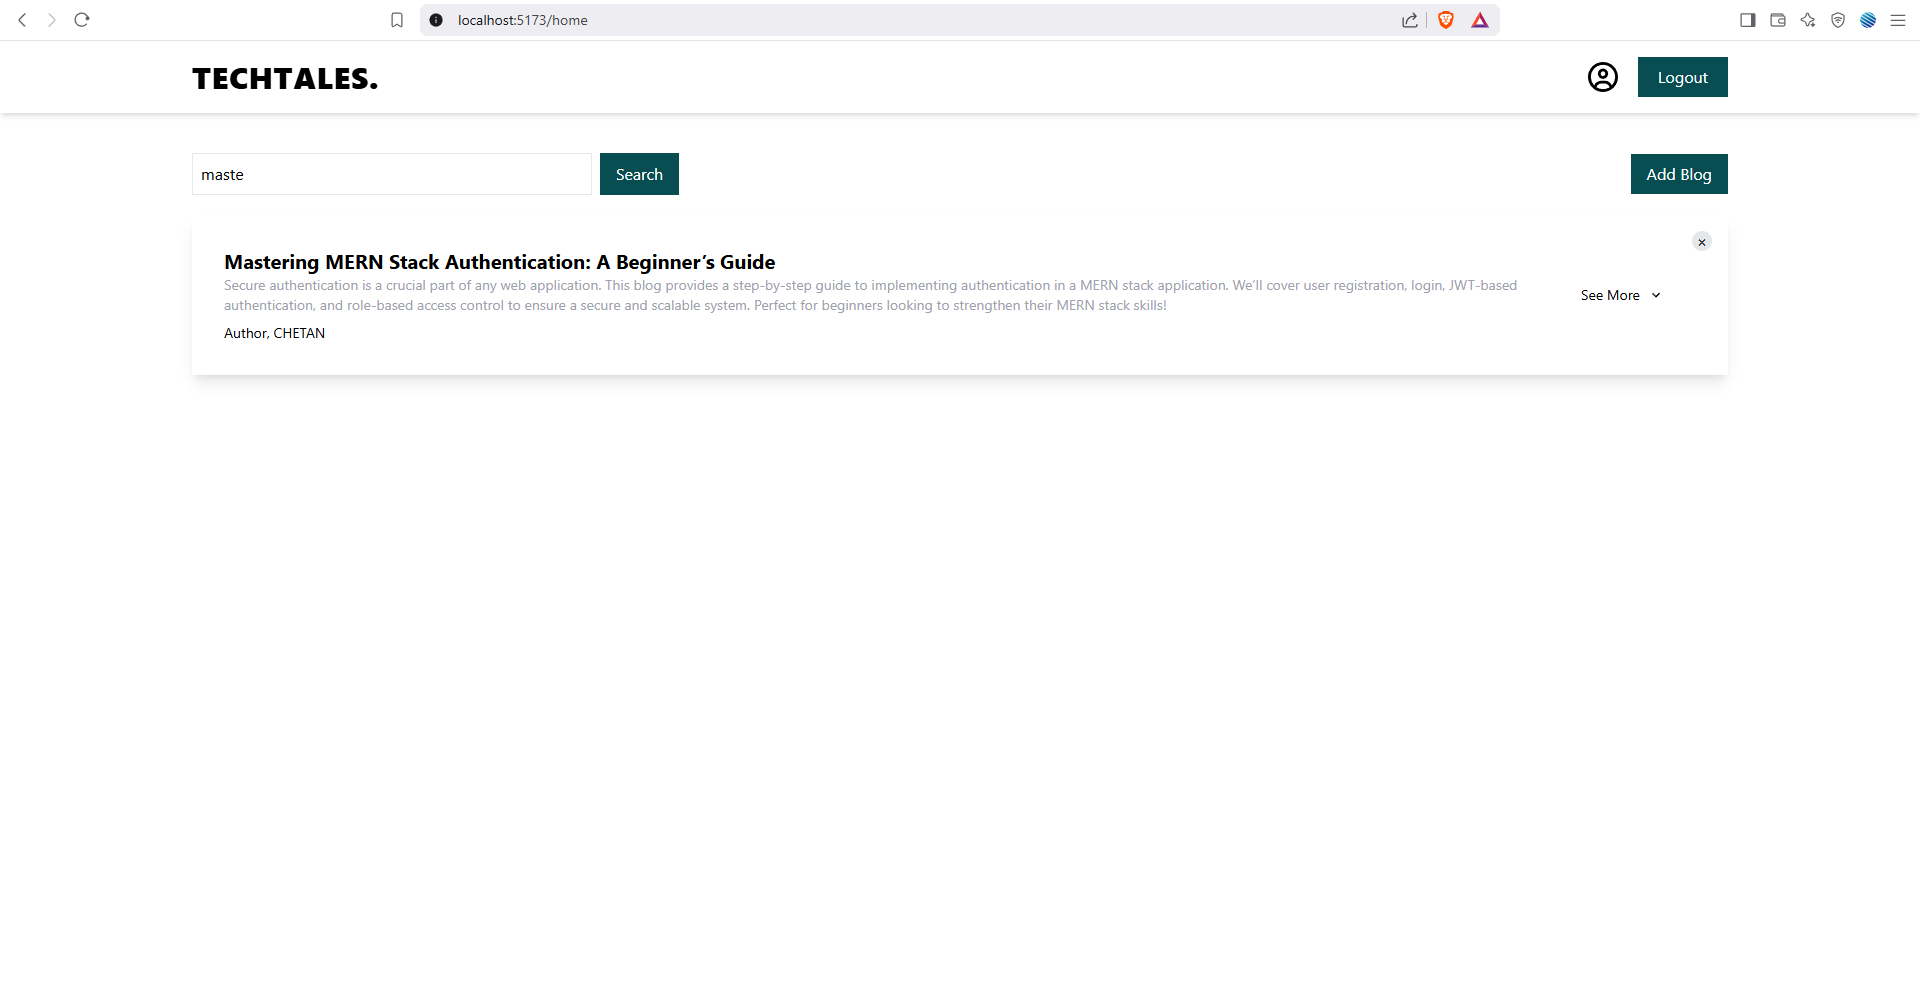 localhost:5173/home
TECHTALES.
Logout
maste
Search
Add Blog
Mastering MERN Stack Authentication: A Beginner’s Guide
Secure authentication is a crucial part of any web application. This blog provides a step-by-step guide to implementing authentication in a MERN stack application. We’ll cover user registration, login, JWT-based
authentication, and role-based access control to ensure a secure and scalable system. Perfect for beginners looking to strengthen their MERN stack skills!
See More
Author, CHETAN